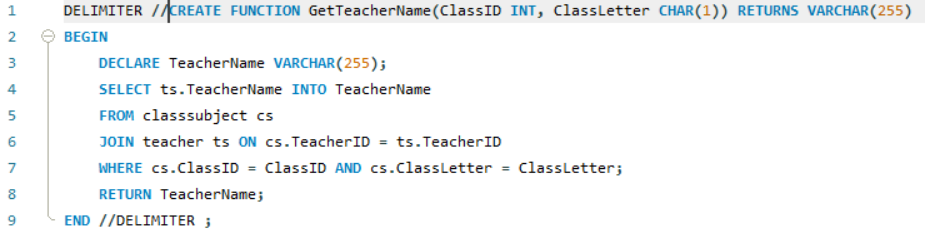 1 DELIMITER //CREATE FUNCTION GetTeacherName(ClassID INT, ClassLetter CHAR(1)) RETURNS VARCHAR(255)
2 BEGIN
3 DECLARE TeacherName VARCHAR(255);
4 SELECT ts.TeacherName INTO TeacherName
5 FROM classsubject cs
6 JOIN teacher ts ON cs.TeacherID = ts.TeacherID
7 WHERE cs.ClassID = ClassID AND cs.ClassLetter = ClassLetter;
8 RETURN TeacherName;
9 END //DELIMITER ;